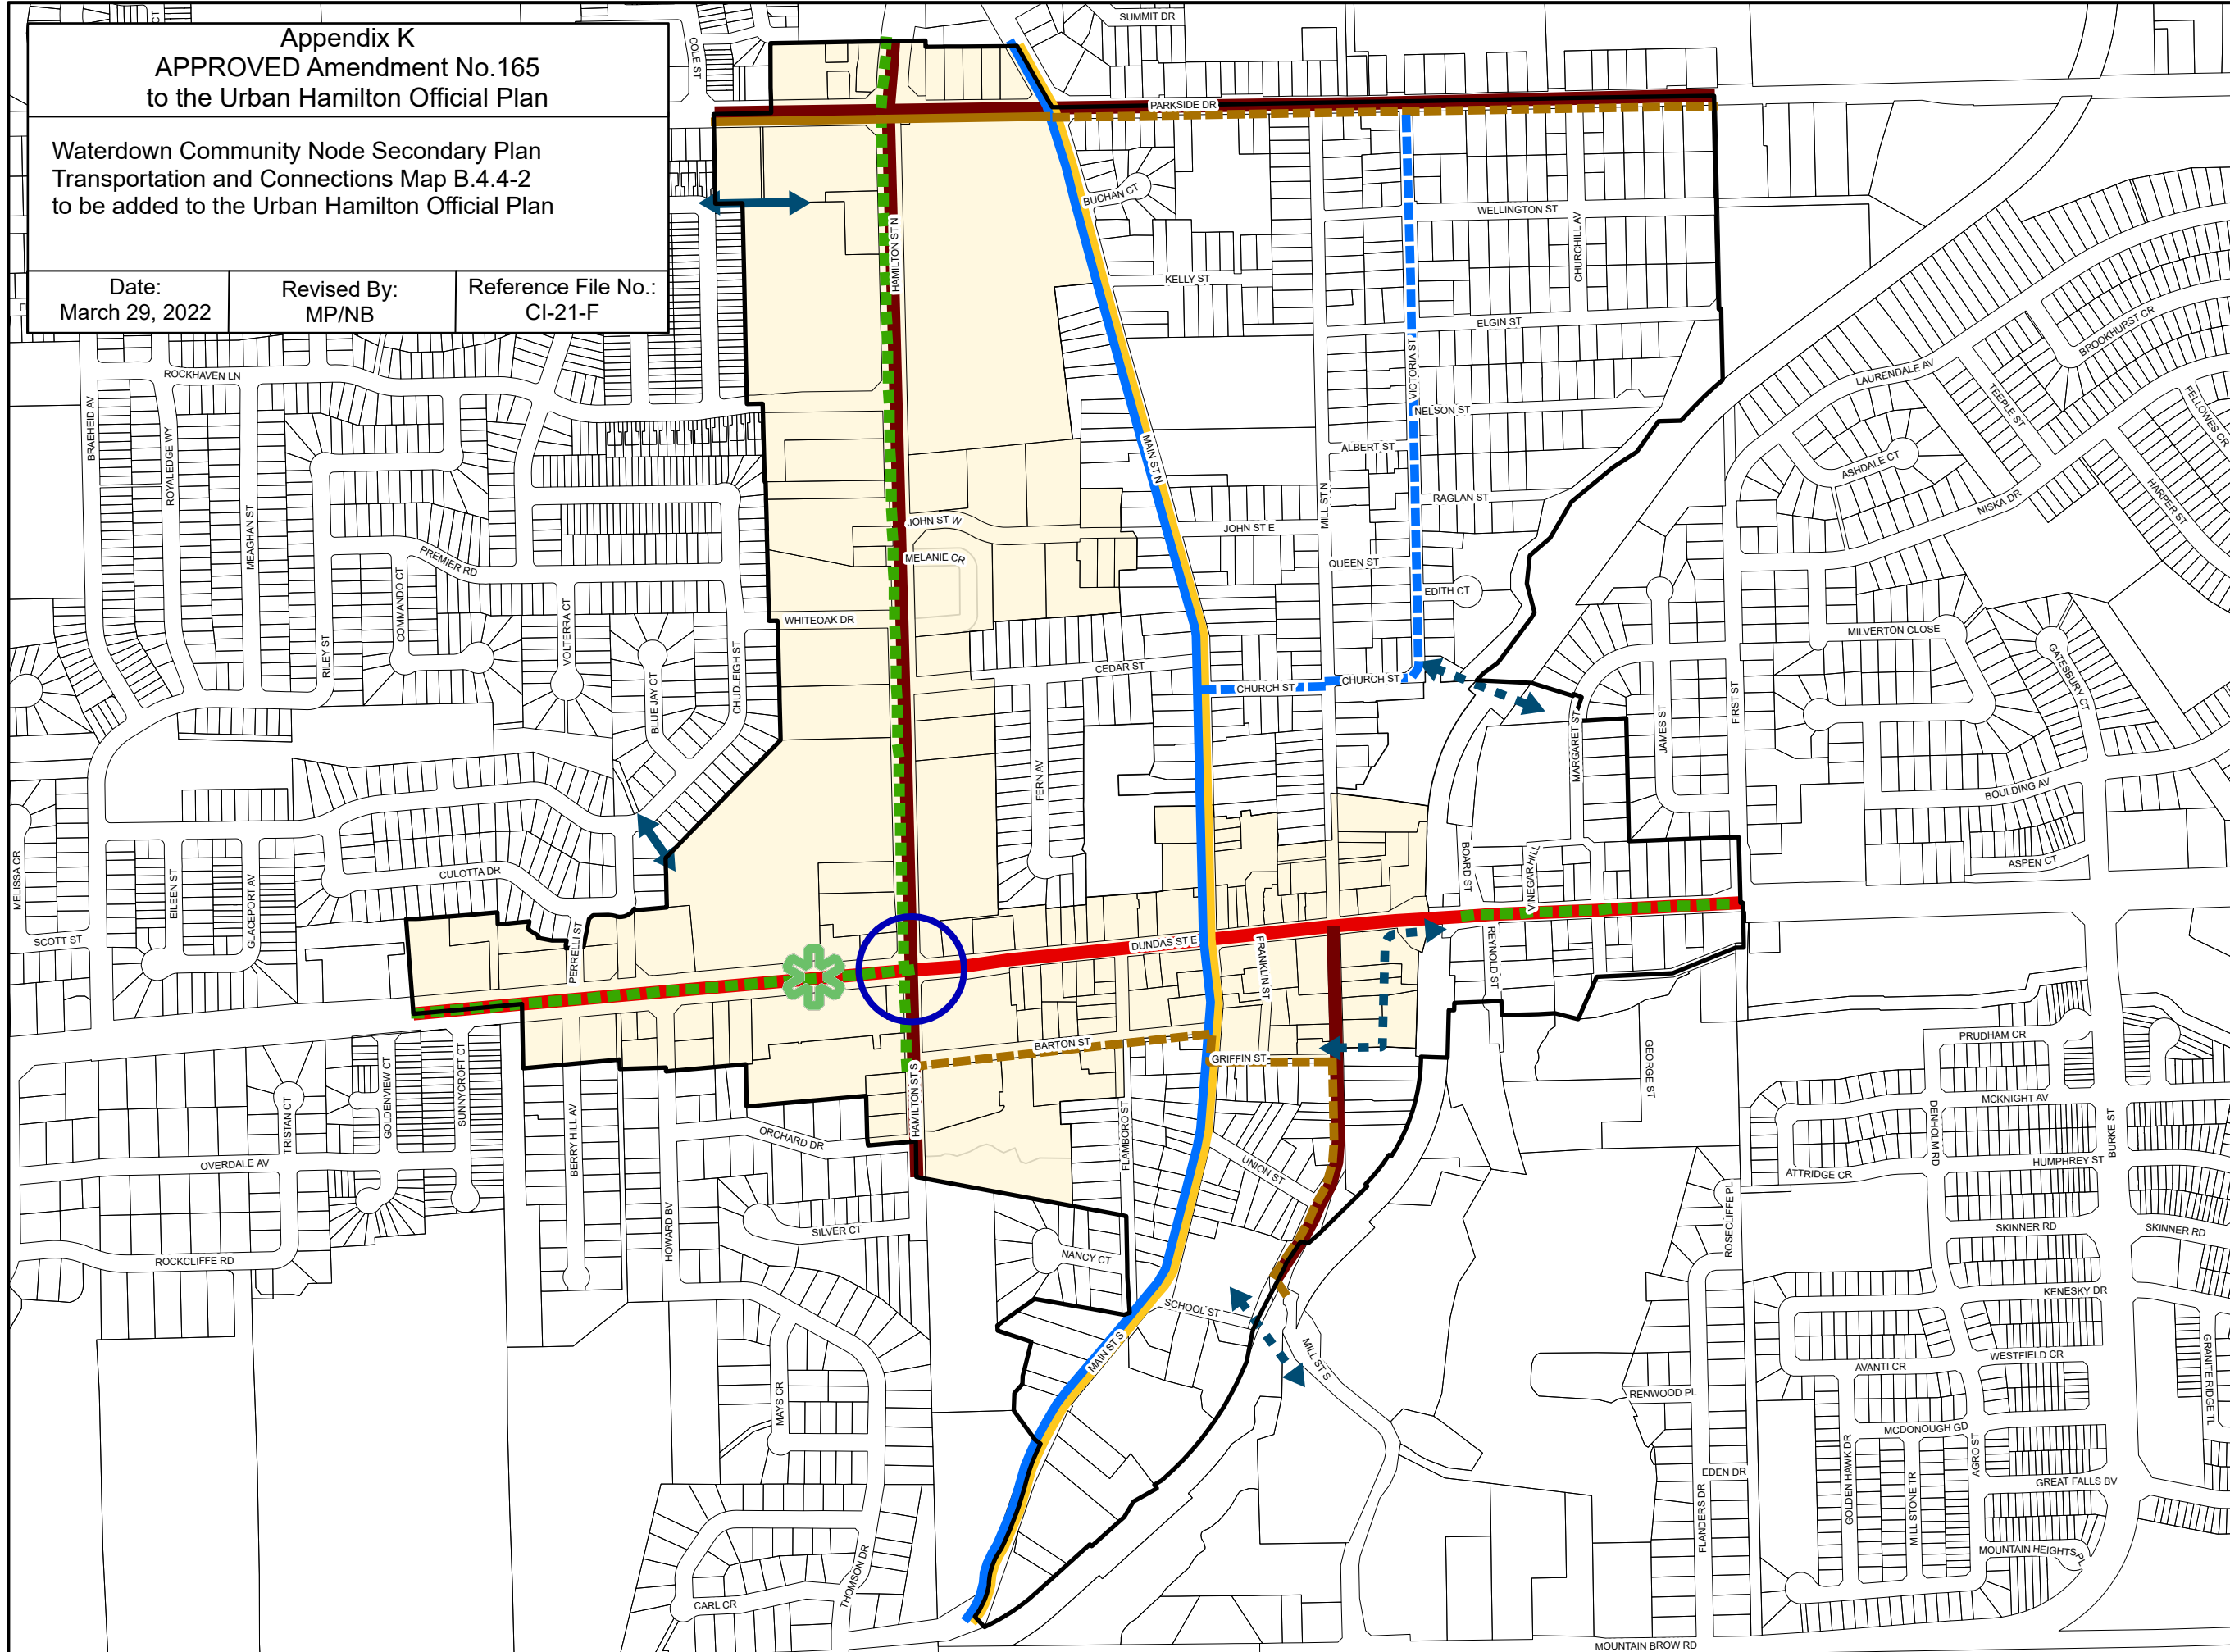 Appendix K
APPROVED Amendment No.165
to the Urban Hamilton Official Plan
Waterdown Community Node Secondary Plan
Transportation and Connections Map B.4.4-2
to be added to the Urban Hamilton Official Plan
Date:
March 29, 2022
Revised By:
MP/NB
Reference File No.:
CI-21-F
SUMMIT DR
COLE ST
PARKSIDE DR
BUCHAN CT
WELLINGTON ST
CHURCHILL AV
HAMILTON ST N
KELLY ST
ELGIN ST
VICTORIA ST
BROOKHURST CR
LAURENDALE AV
TEEPLE ST
FELLOWES CR
ROCKHAVEN LN
BRAEHEID AV
ROYALEDGE WY
MEAGHAN ST
NELSON ST
MAIN ST N
ALBERT ST
ASHDALE CT
HARPER ST
NISKA DR
RAGLAN ST
MILL ST N
JOHN ST W
JOHN ST E
PREMIER RD
MELANIE CR
QUEEN ST
EDITH CT
COMMANDO CT
VOLTERRA CT
RILEY ST
WHITEOAK DR
MILVERTON CLOSE
GATESBURY CT
BLUE JAY CT
CHUDLEIGH ST
CEDAR ST
CHURCH ST
CHURCH ST
MARGARET ST
JAMES ST
FIRST ST
FERN AV
BOULDING AV
ASPEN CT
MELISSA CR
EILEEN ST
GLACEPORT AV
CULOTTA DR
BOARD ST
VINEGAR HILL
SCOTT ST
PERRELLI ST
DUNDAS ST E
FRANKLIN ST
REYNOLD ST
PRUDHAM CR
BARTON ST
GRIFFIN ST
GEORGE ST
GOLDENVIEW CT
SUNNYCROFT CT
TRISTAN CT
BERRY HILL AV
HAMILTON ST S
FLAMBORO ST
MCKNIGHT AV
DENHOLM RD
BURKE ST
ORCHARD DR
OVERDALE AV
UNION ST
HUMPHREY ST
ATTRIDGE CR
ROSECLIFFE PL
SKINNER RD
SKINNER RD
HOWARD BV
SILVER CT
NANCY CT
ROCKCLIFFE RD
KENESKY DR
SCHOOL ST
MAIN ST S
MILL ST S
WESTFIELD CR
AVANTI CR
GRANITE RIDGE TL
MAYS CR
RENWOOD PL
MCDONOUGH GD
GOLDEN HAWK DR
MILL STONE TR
AGRO ST
EDEN DR
FLANDERS DR
GREAT FALLS BV
MOUNTAIN HEIGHTS PL
THOMSON DR
CARL CR
MOUNTAIN BROW RD